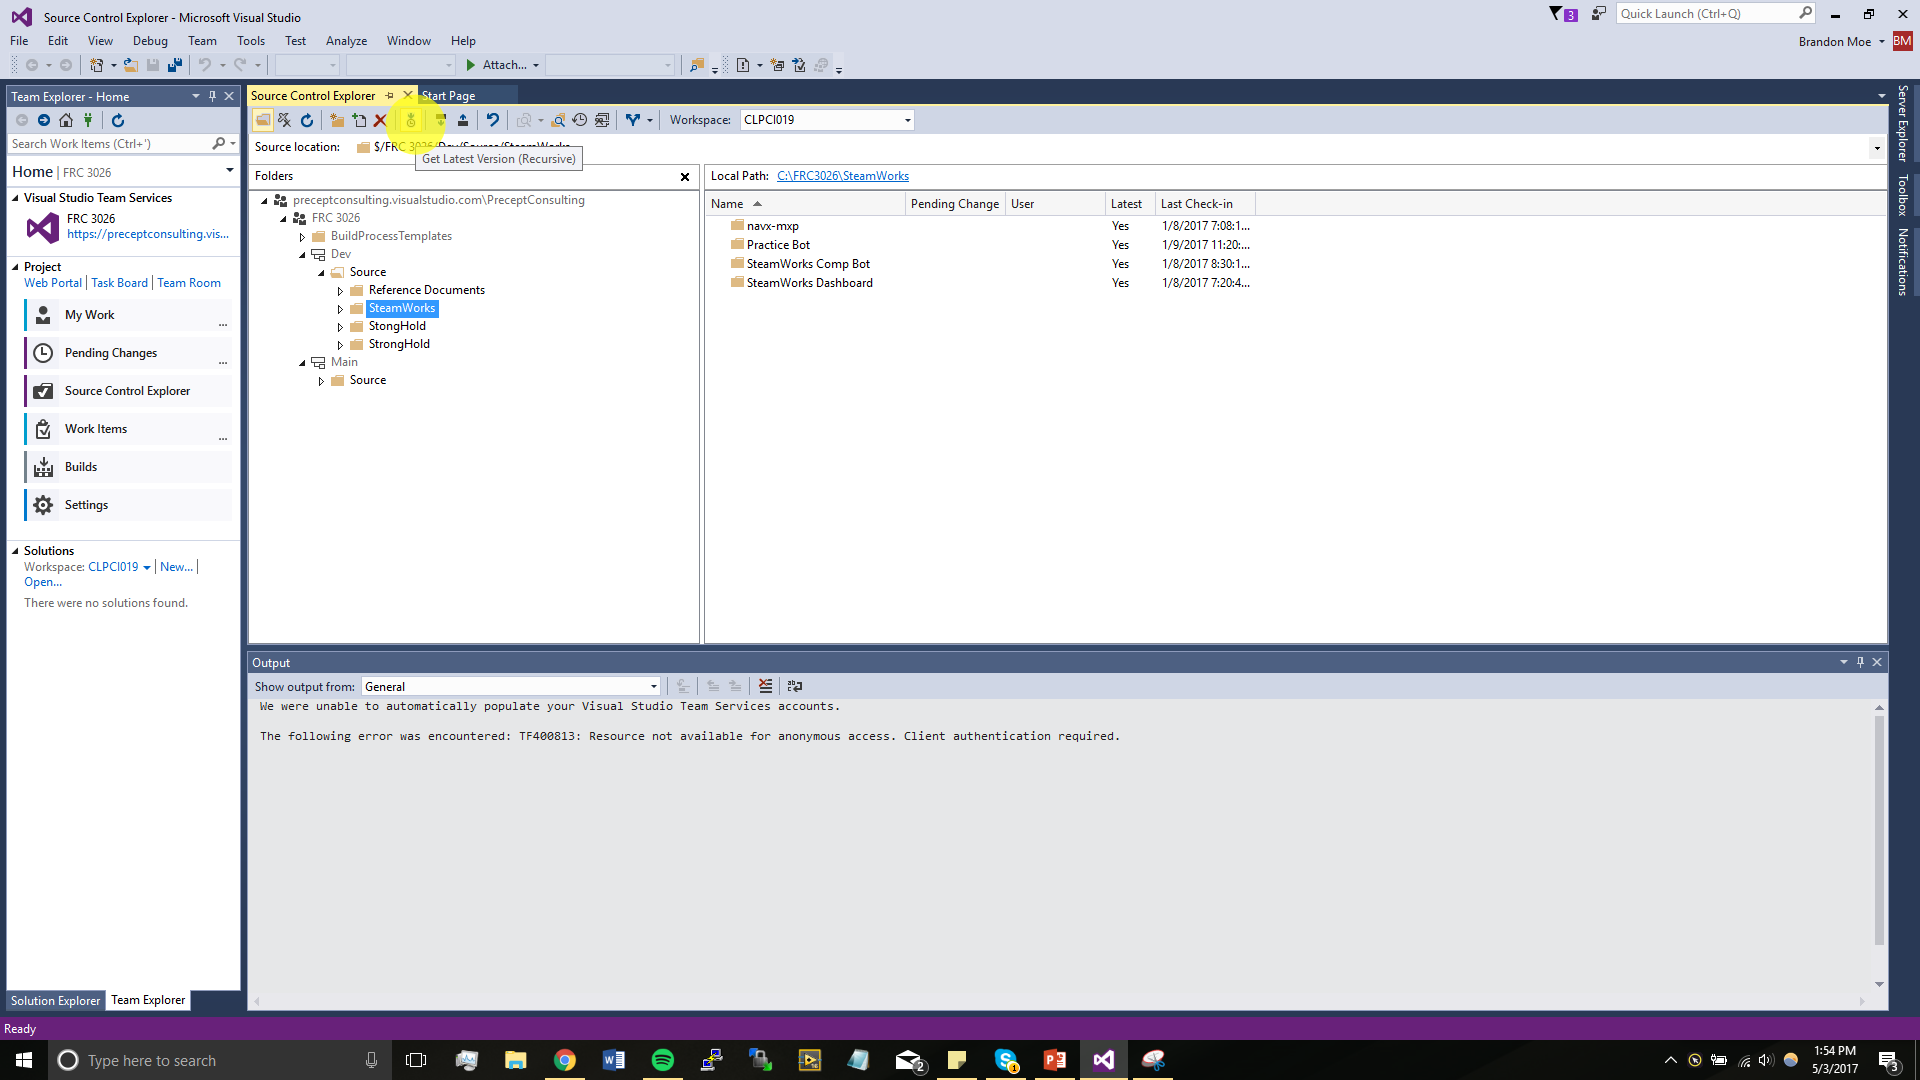 Source Control Explorer - Microsoft Visual Studio
3
Quick Launch (Ctrl+Q)
File Edit View Debug Team Tools Test Analyze Window Help
Brandon Moe
BM
Attach...
Team Explorer - Home
Search Work Items (Ctrl+')
Home | FRC 3026
Visual Studio Team Services
FRC 3026
https://preceptconsulting.vis...
Project
Web Portal | Task Board | Team Room
My Work
...
Pending Changes
...
Source Control Explorer
Work Items
...
Builds
Settings
Solutions
Workspace: CLPCI019 | New... |
Open...
There were no solutions found.
Solution Explorer
Team Explorer
Source Control Explorer
Start Page
Workspace: CLPCI019
Source location: $/FRC 3026/Dev/Source/SteamWorks
Get Latest Version (Recursive)
Folders
preceptconsulting.visualstudio.com\PreceptConsulting
FRC 3026
BuildProcessTemplates
Dev
Source
Reference Documents
SteamWorks
StongHold
StrongHold
Main
Source
Local Path: C:\FRC3026\SteamWorks
Name Pending Change User Latest Last Check-in
navx-mxp Yes 1/8/2017 7:08:1...
Practice Bot Yes 1/9/2017 11:20:...
SteamWorks Comp Bot Yes 1/8/2017 8:30:1...
SteamWorks Dashboard Yes 1/8/2017 7:20:4...
Server Explorer
Toolbox
Notifications
Output
Show output from: General
We were unable to automatically populate your Visual Studio Team Services accounts.
The following error was encountered: TF400813: Resource not available for anonymous access. Client authentication required.
Ready
Type here to search
2
1
1:54 PM
5/3/2017
3